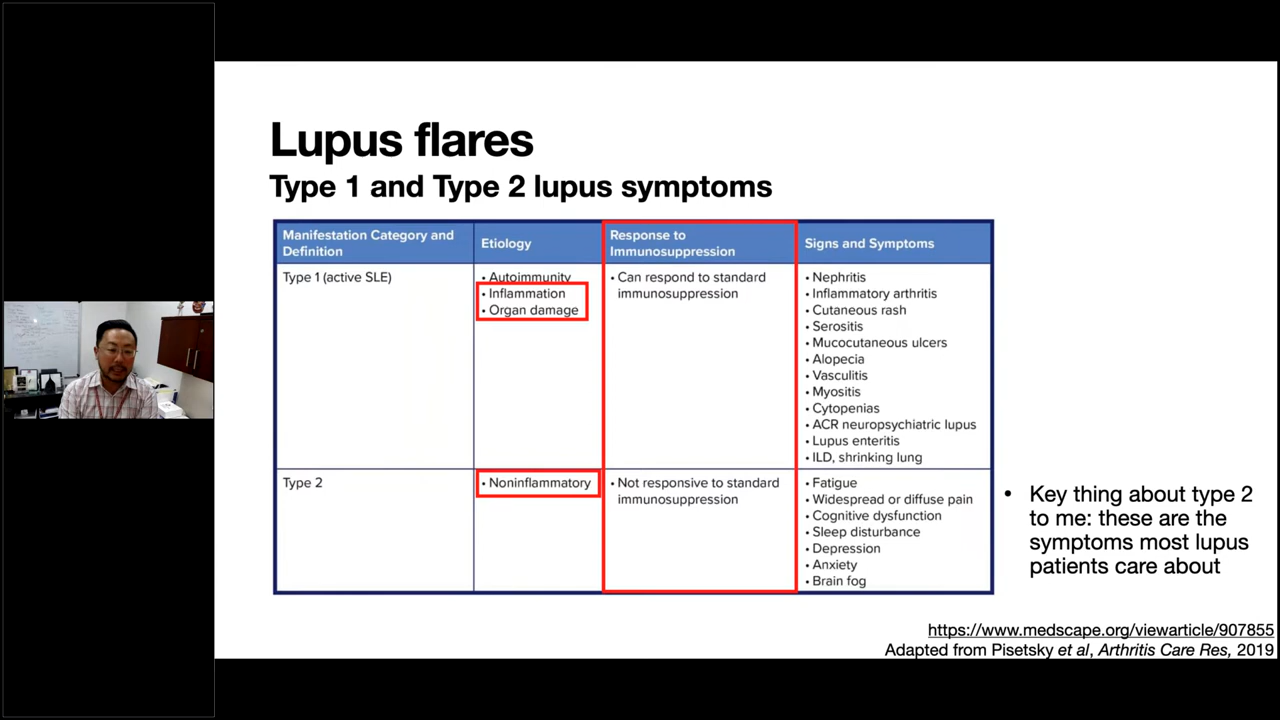 Lupus flares
Type 1 and Type 2 lupus symptoms
Manifestation Category and
Definition
Etiology
Response to
Immunosuppression
Signs and Symptoms
Type 1 (active SLE)
• Autoimmunity
• Inflammation
• Organ damage
• Can respond to standard
immunosuppression
• Nephritis
• Inflammatory arthritis
• Cutaneous rash
• Serositis
• Mucocutaneous ulcers
• Alopecia
• Vasculitis
• Myositis
• Cytopenias
• ACR neuropsychiatric lupus
• Lupus enteritis
• ILD, shrinking lung
Type 2
• Noninflammatory
• Not responsive to standard
immunosuppression
• Fatigue
• Widespread or diffuse pain
• Cognitive dysfunction
• Sleep disturbance
• Depression
• Anxiety
• Brain fog
• Key thing about type 2
to me: these are the
symptoms most lupus
patients care about
https://www.medscape.org/viewarticle/907855
Adapted from Pisetsky et al, Arthritis Care Res, 2019